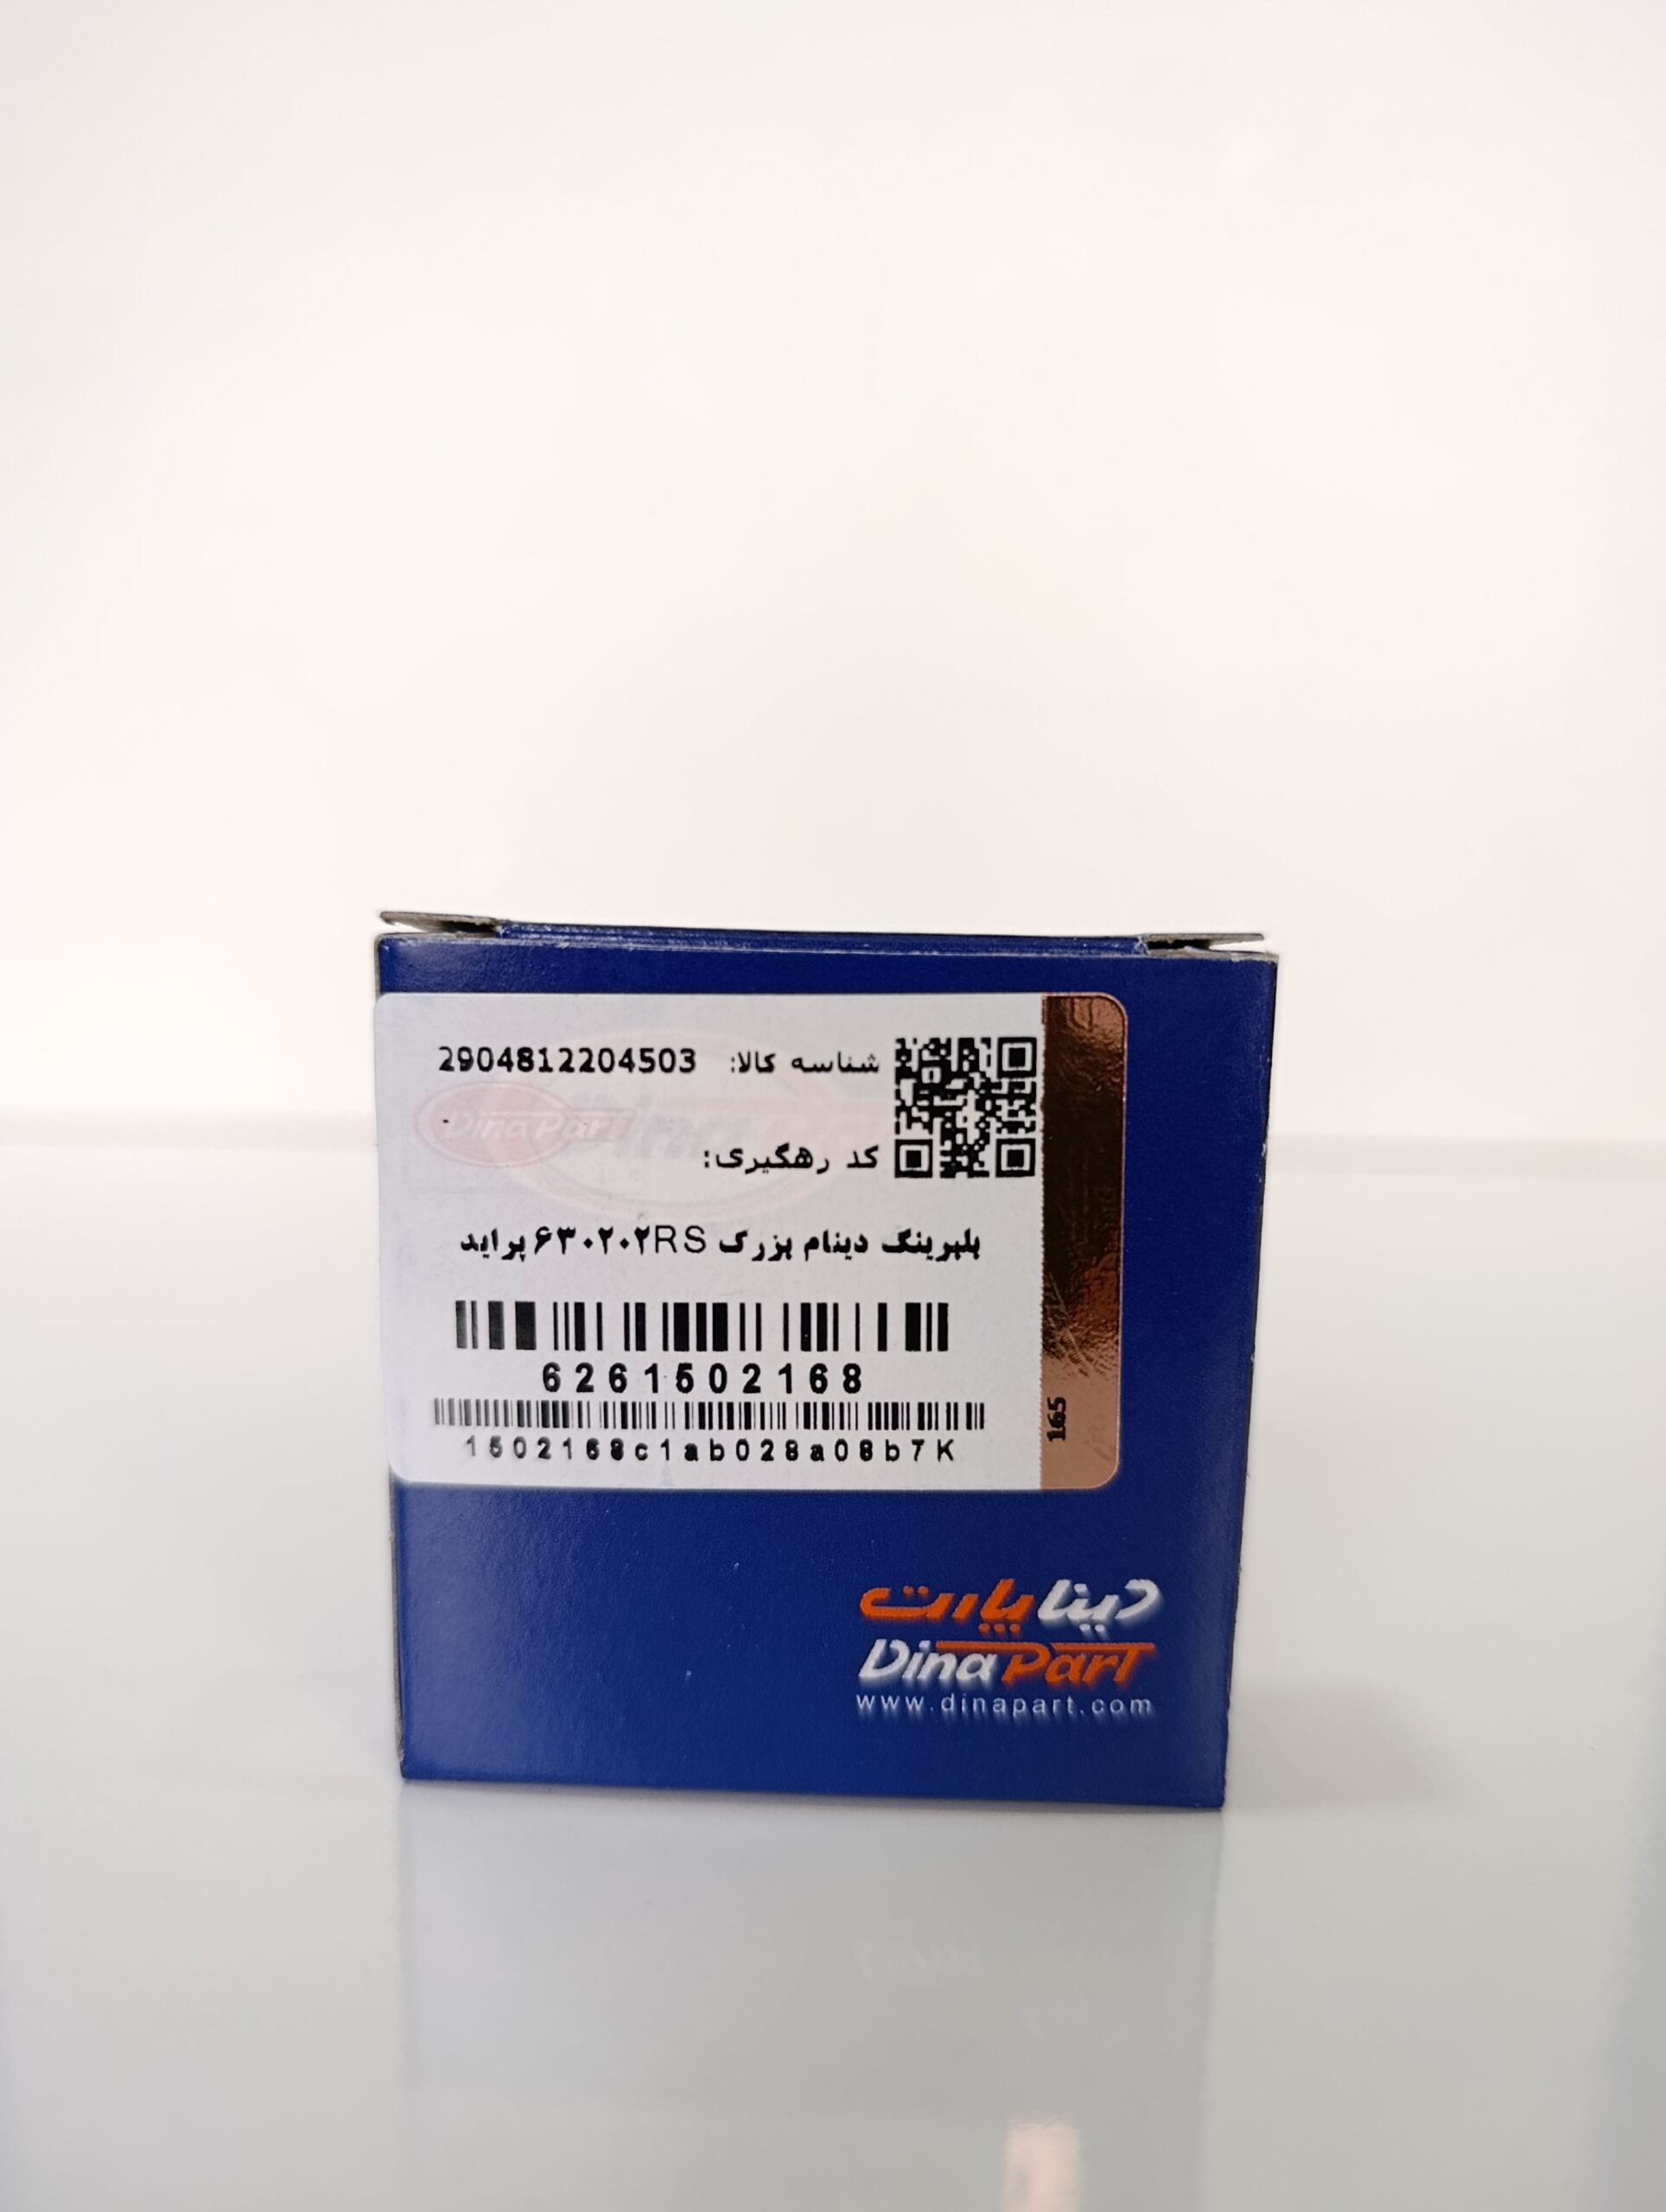 شناسه کالا: 2904812204503
کد رهگیری:
بلبرینگ دینام بزرگ ۶۳۰۲۰۲RS پراید
6261502168
1502168c1ab028a08b7K
165
دینا پارت
DinaPart
www.dinapart.com